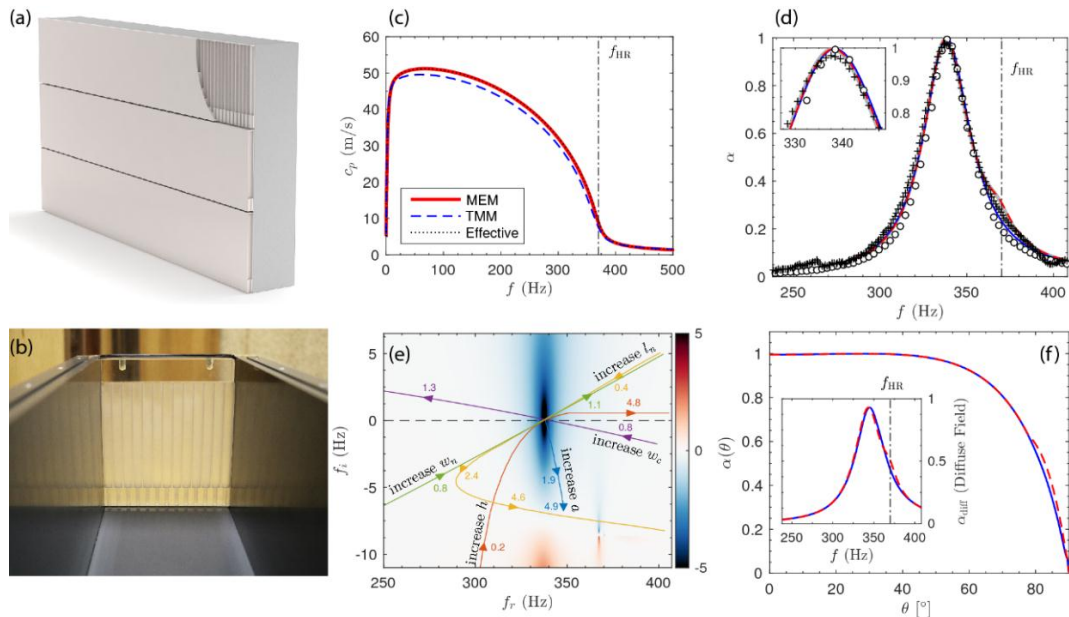 (a)
(b)
(c)
c_p (m/s)
60
50
40
30
20
10
0
f_HR
MEM
TMM
Effective
0 100 200 300 400 500
f (Hz)
(d)
α
1
0.8
0.6
0.4
0.2
0
1
0.9
0.8
330 340
f_HR
300 350 400
f (Hz)
(e)
f_i (Hz)
5
0
-5
-10
increase l_n
0.4
1.1
4.8
1.3
0.8
increase w_c
increase w_n
0.8
2.4
4.6
increase a
1.9
4.9
increase h
0.2
250 300 350 400
f_r (Hz)
5
0
-5
(f)
α(θ)
1
0.8
0.6
0.4
0.2
0
f_HR
1
0.5
0
α_diff (Diffuse Field)
250 300 350 400
f (Hz)
0 20 40 60 80
θ [°]